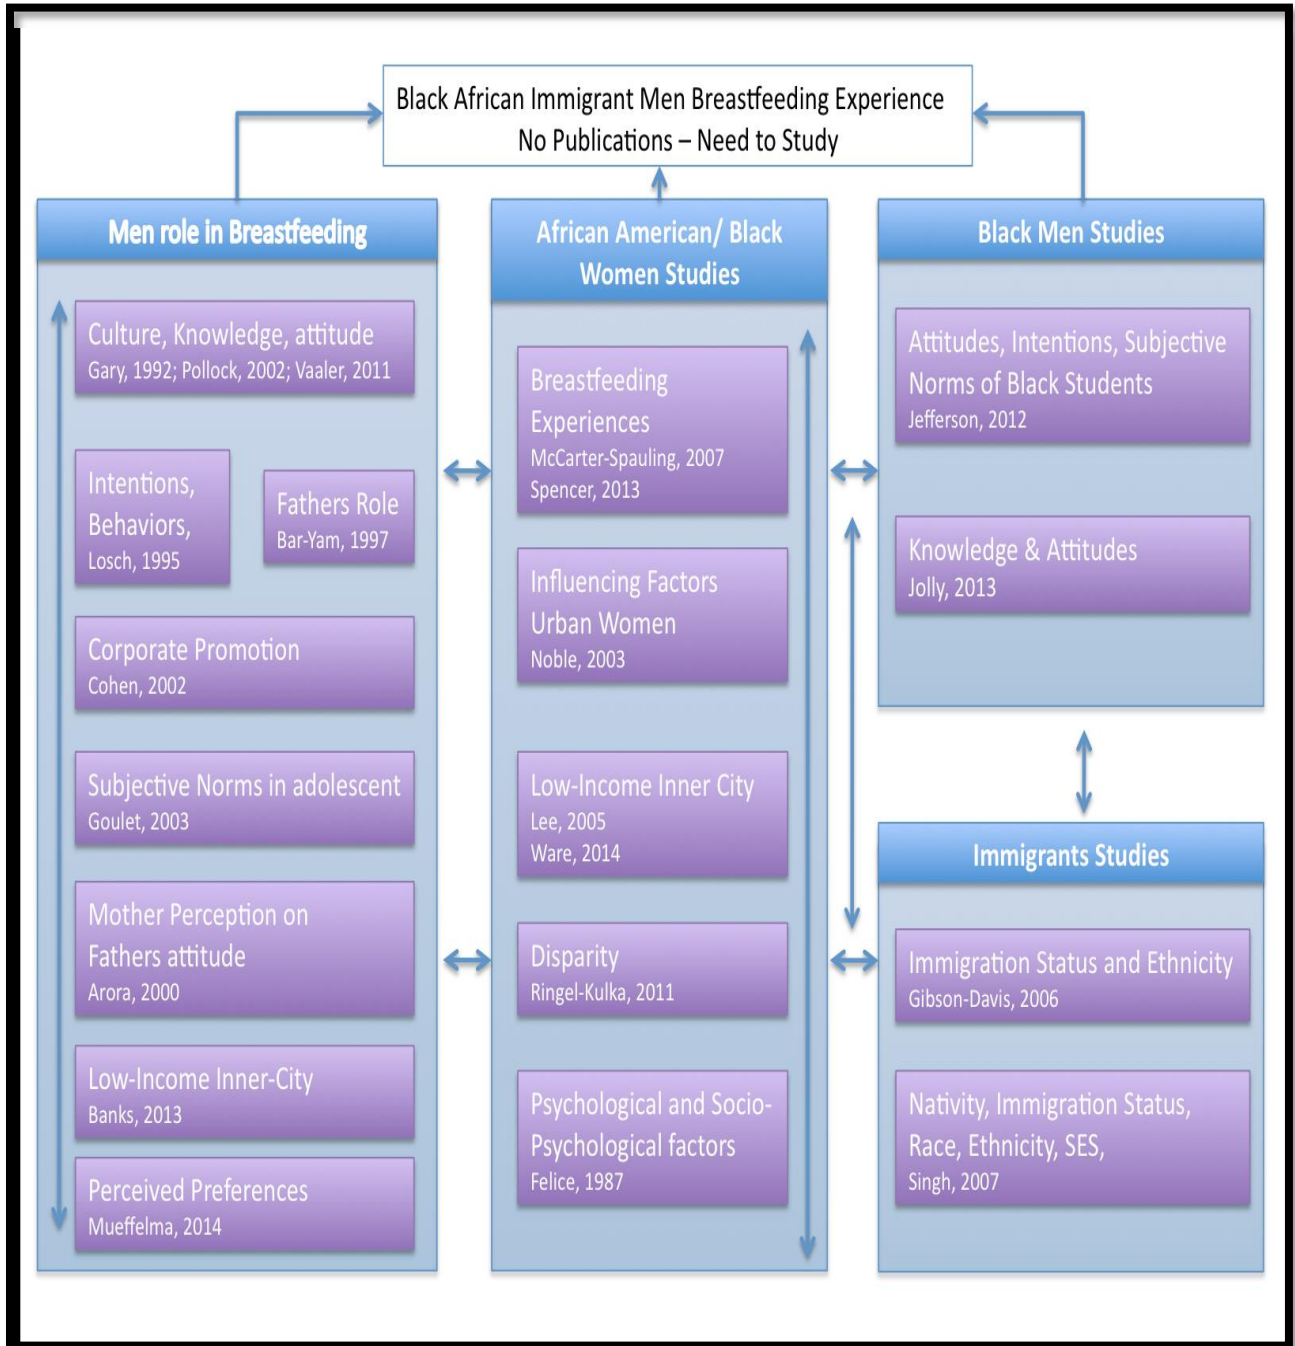 Black African Immigrant Men Breastfeeding Experience
No Publications – Need to Study
Men role in Breastfeeding
Culture, Knowledge, attitude
Gary, 1992; Pollock, 2002; Vaaler, 2011
Intentions,
Behaviors,
Losch, 1995
Fathers Role
Bar-Yam, 1997
Corporate Promotion
Cohen, 2002
Subjective Norms in adolescent
Goulet, 2003
Mother Perception on
Fathers attitude
Arora, 2000
Low-Income Inner-City
Banks, 2013
Perceived Preferences
Mueffelma, 2014
African American/ Black
Women Studies
Breastfeeding
Experiences
McCarter-Spauling, 2007
Spencer, 2013
Influencing Factors
Urban Women
Noble, 2003
Low-Income Inner City
Lee, 2005
Ware, 2014
Disparity
Ringel-Kulka, 2011
Psychological and Socio-
Psychological factors
Felice, 1987
Black Men Studies
Attitudes, Intentions, Subjective
Norms of Black Students
Jefferson, 2012
Knowledge & Attitudes
Jolly, 2013
Immigrants Studies
Immigration Status and Ethnicity
Gibson-Davis, 2006
Nativity, Immigration Status,
Race, Ethnicity, SES,
Singh, 2007